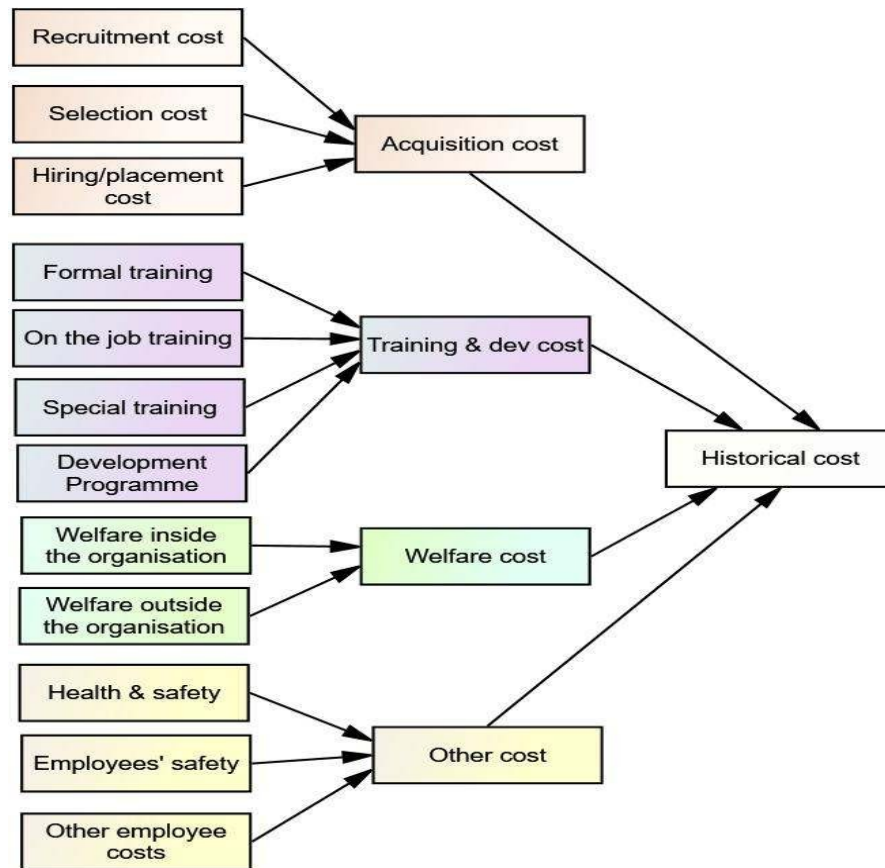 Recruitment cost
Selection cost
Hiring/placement
cost
Acquisition cost
Formal training
On the job training
Special training
Development
Programme
Training & dev cost
Welfare inside
the organisation
Welfare outside
the organisation
Welfare cost
Health & safety
Employees' safety
Other employee
costs
Other cost
Historical cost